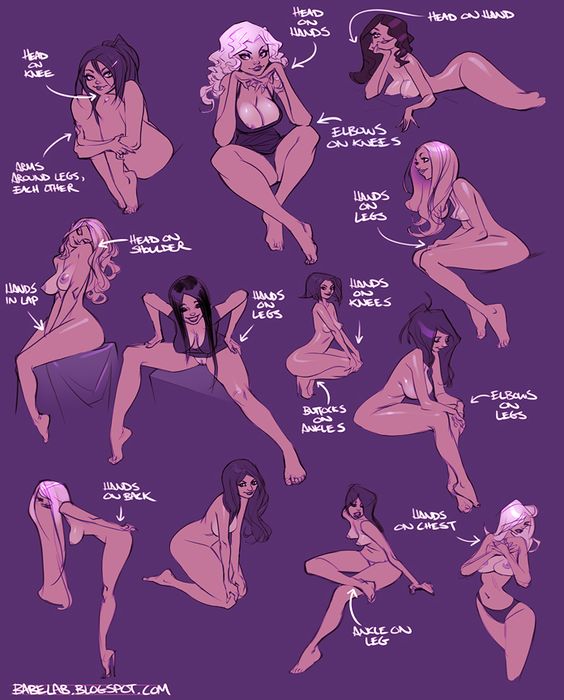 HEAD
ON
KNEE
HEAD
ON
HANDS
HEAD ON HAND
ARMS
AROUND LEGS,
EACH OTHER
ELBOWS
ON KNEES
HANDS
ON
LEGS
HEAD ON
SHOULDER
HANDS
IN LAP
HANDS
ON
LEGS
HANDS
ON
KNEES
BUTTOCKS
ON
ANKLES
ELBOWS
ON
LEGS
HANDS
ON BACK
HANDS
ON CHEST
ANKLE ON
LEG
BABELAB.BLOGSPOT.COM